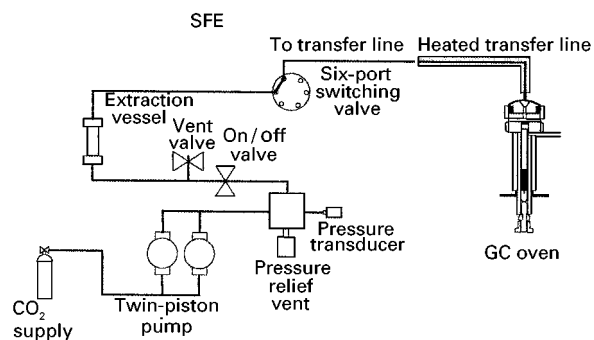 SFE
To transfer line
Heated transfer line
Six-port
switching
valve
Extraction
vessel
Vent
valve
On/off
valve
Pressure
transducer
Pressure
relief
vent
GC oven
Twin-piston
pump
CO₂
supply